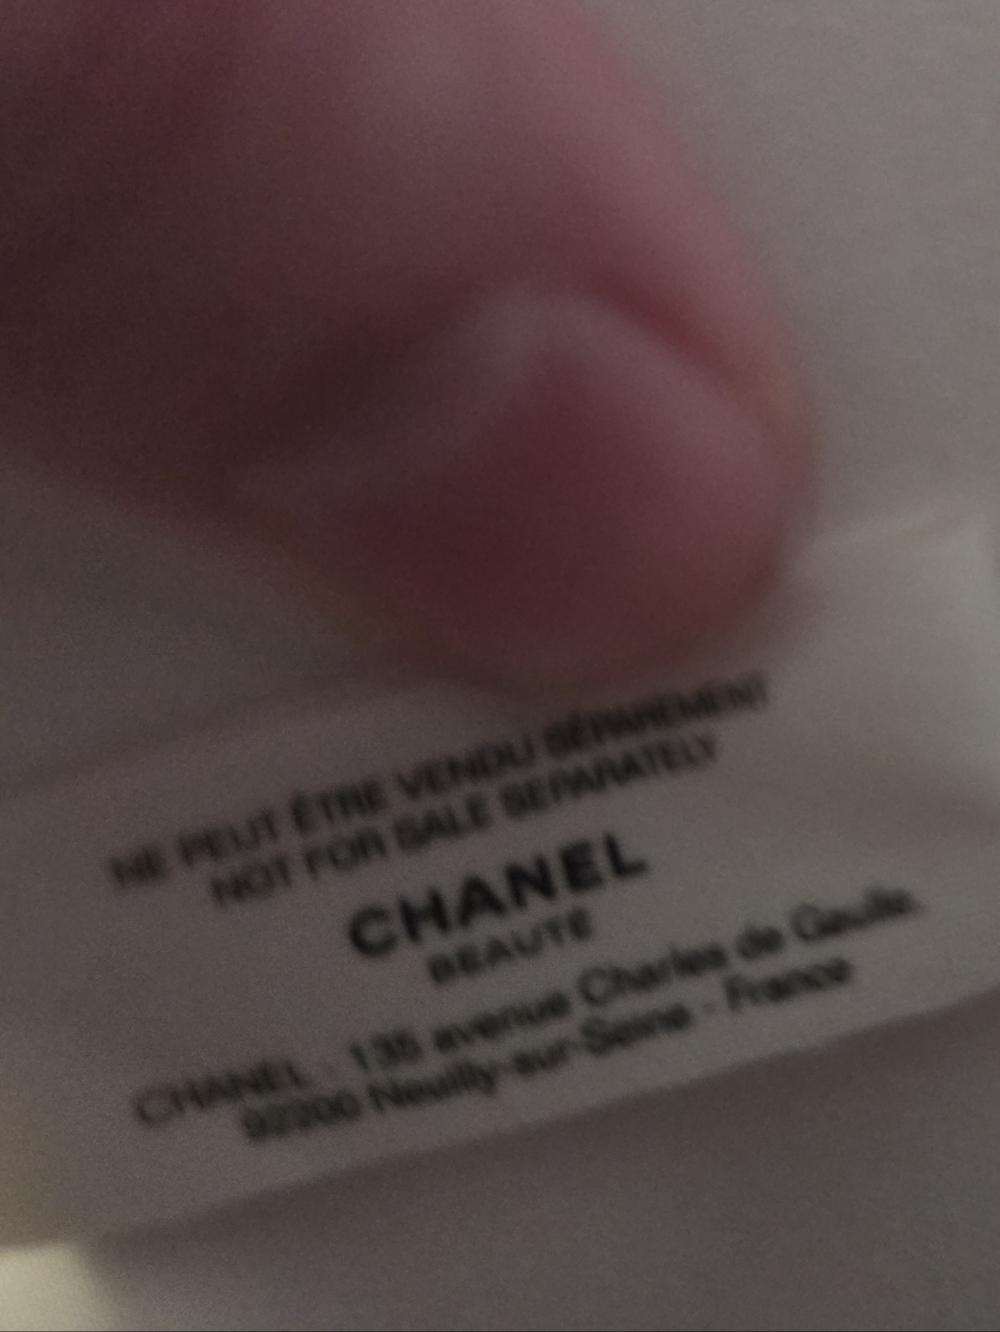 NE PEUT ÊTRE VENDU SÉPARÉMENT
NOT FOR SALE SEPARATELY
CHANEL
BEAUTÉ
CHANEL - 135 avenue Charles de Gaulle,
92200 Neuilly-sur-Seine - France